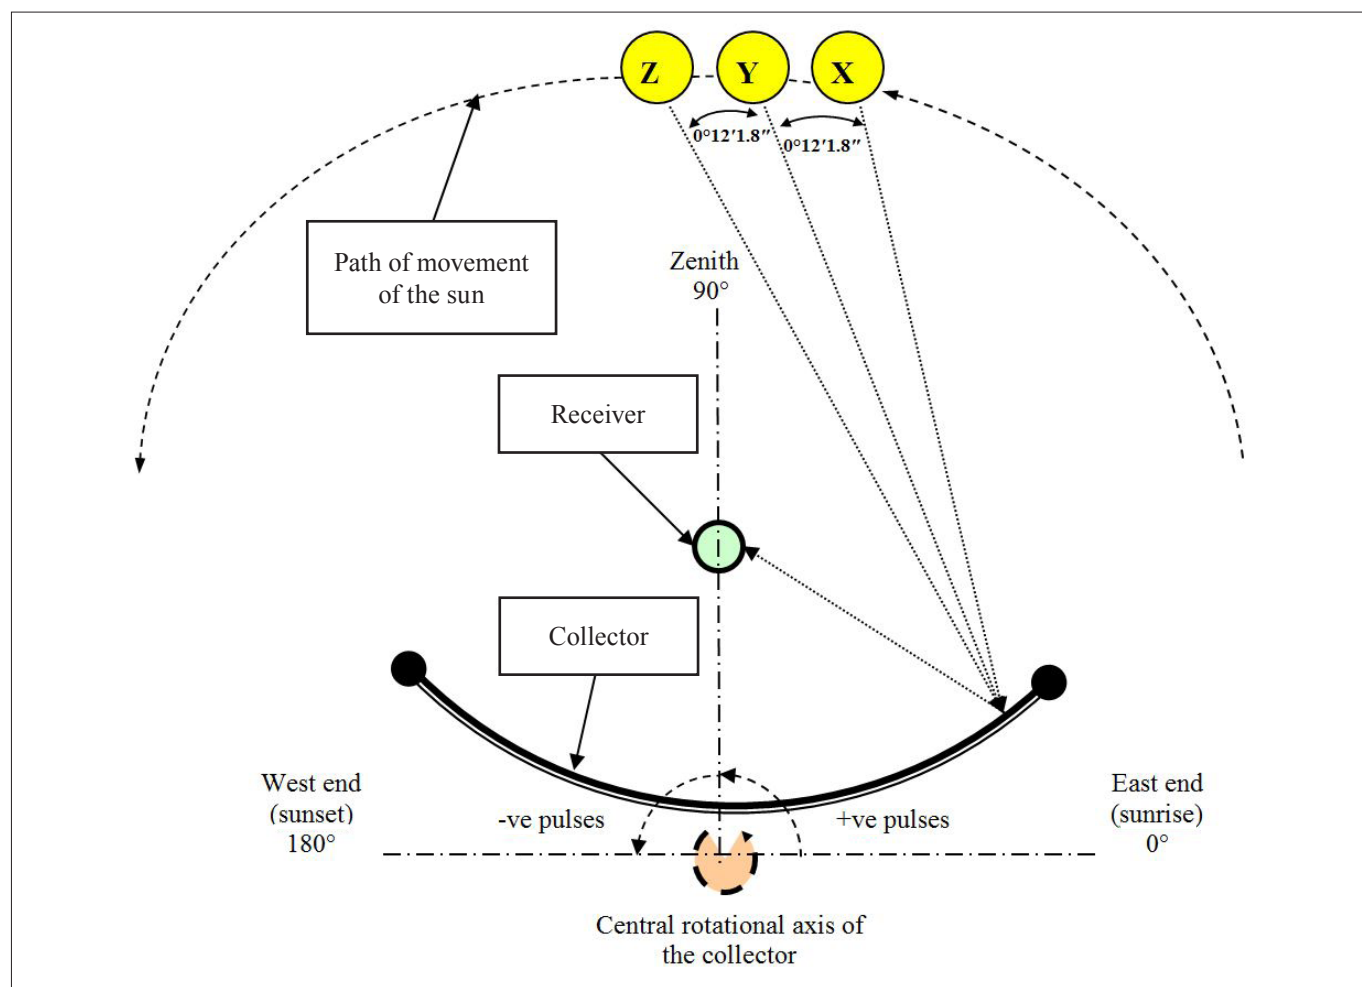 Z Y X
0°12′1.8″ 0°12′1.8″
Path of movement
of the sun
Zenith
90°
Receiver
Collector
West end
(sunset)
180°
-ve pulses
+ve pulses
East end
(sunrise)
0°
Central rotational axis of
the collector